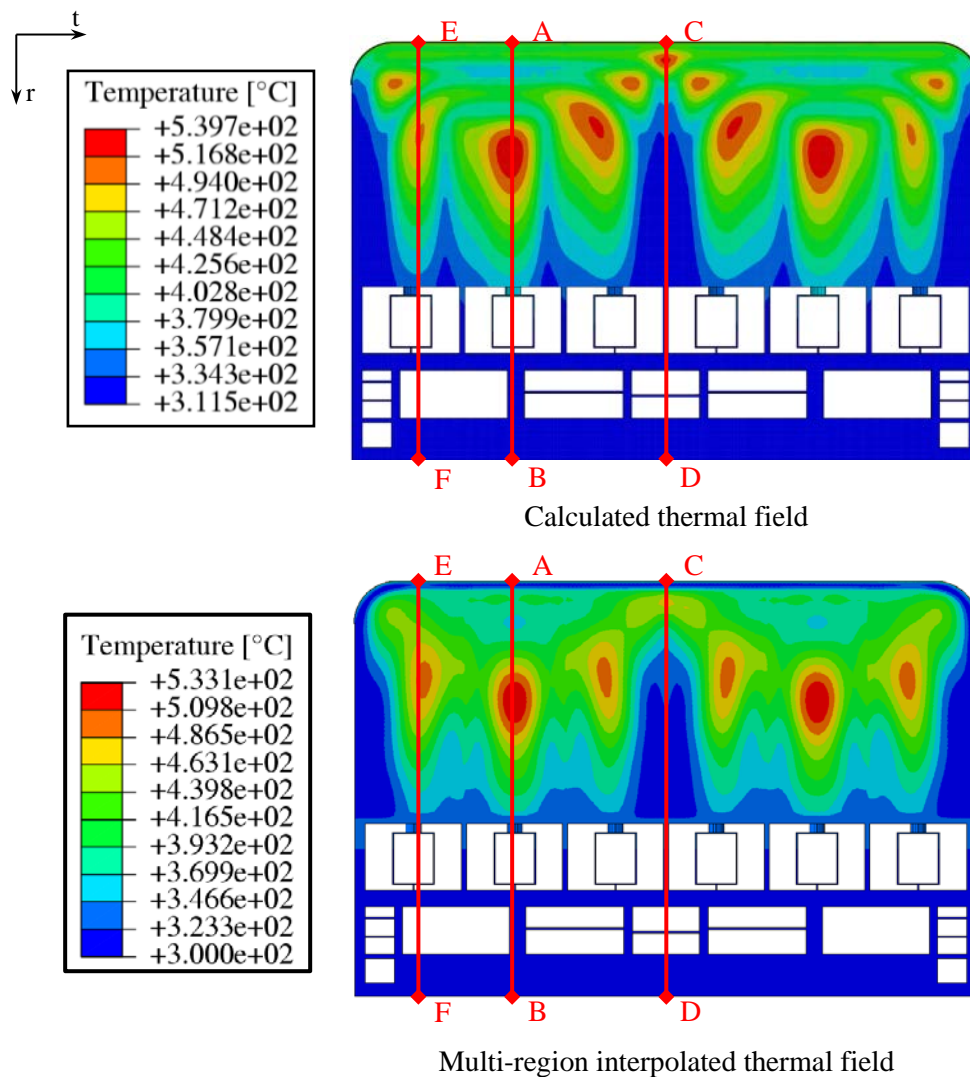 t
r
E
A
C
Temperature [°C]
+5.397e+02
+5.168e+02
+4.940e+02
+4.712e+02
+4.484e+02
+4.256e+02
+4.028e+02
+3.799e+02
+3.571e+02
+3.343e+02
+3.115e+02
F
B
D
Calculated thermal field
E
A
C
Temperature [°C]
+5.331e+02
+5.098e+02
+4.865e+02
+4.631e+02
+4.398e+02
+4.165e+02
+3.932e+02
+3.699e+02
+3.466e+02
+3.233e+02
+3.000e+02
F
B
D
Multi-region interpolated thermal field